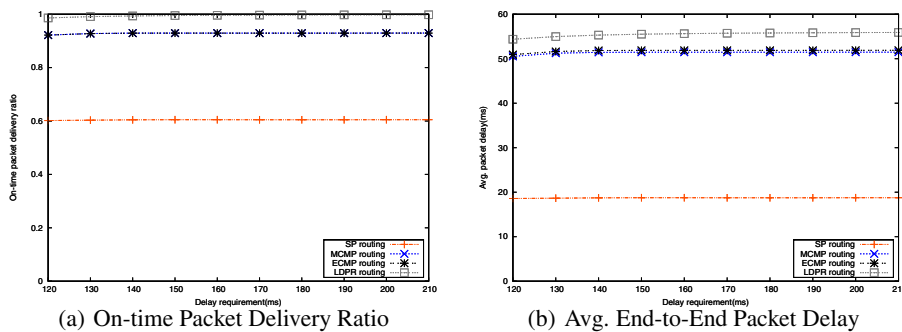 1
0.8
0.6
0.4
0.2
0
On-time packet delivery ratio
120 130 140 150 160 170 180 190 200 210
Delay requirement(ms)
SP routing
MCMP routing
ECMP routing
LDPR routing
(a) On-time Packet Delivery Ratio
60
50
40
30
20
10
0
Avg. packet delay(ms)
120 130 140 150 160 170 180 190 200 210
Delay requirement(ms)
SP routing
MCMP routing
ECMP routing
LDPR routing
(b) Avg. End-to-End Packet Delay